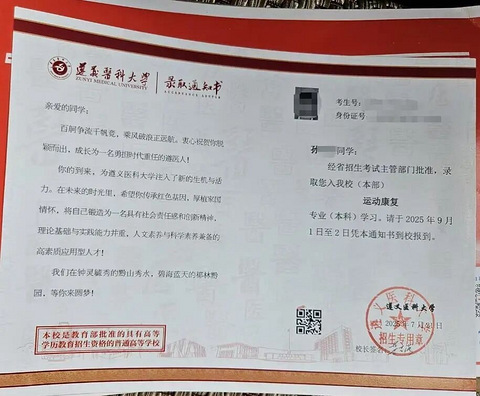 遵义医科大学
ZUNYI MEDICAL UNIVERSITY
录取通知书
亲爱的同学：
百舸争流千帆竞，乘风破浪正远航。衷心祝贺你脱
颖而出，成长为一名勇担时代重任的遵医人！
你的到来，为遵义医科大学注入了新的生机与活
力。在未来的时光里，希望你传承红色基因，厚植家国
情怀，将自己锻造为一名具有社会责任感和创新精神，
理论基础与实践能力并重，人文素养与科学素养兼备的
高素质应用型人才！
我们在钟灵毓秀的黔山秀水，碧海蓝天的椰林黔
园，等你来圆梦！
本校是教育部批准的具有高等
学历教育招生资格的普通高等学校
考生号：
身份证号
孙 同学：
经省招生考试主管部门批准，录
取您入我校（本部）
运动康复
专业（本科）学习。请于 2025 年 9 月
1 日至 2 日凭本通知书到校报到。
遵义医科大学
2025年7月
招生专用章
校长签名